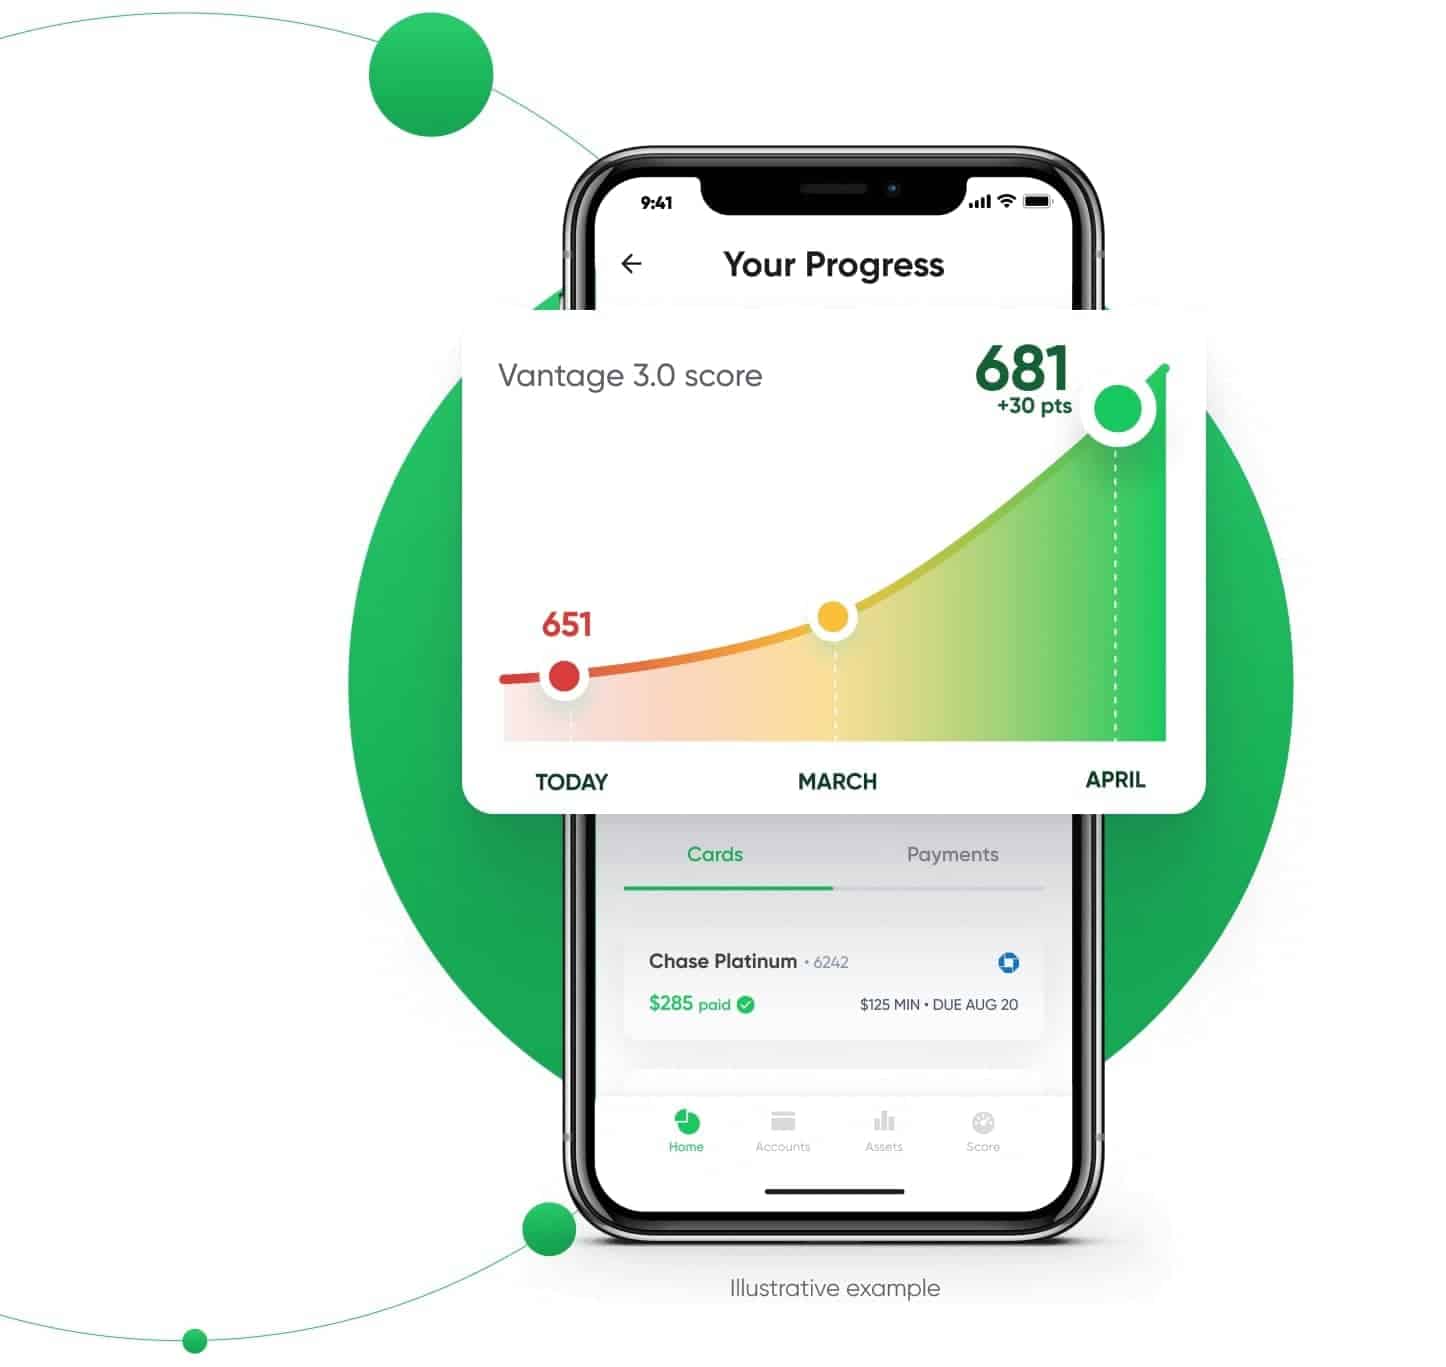 9:41
Your Progress
Vantage 3.0 score
681
+30 pts
651
TODAY MARCH APRIL
Cards Payments
Chase Platinum • 6242
$285 paid $125 MIN • DUE AUG 20
Home Accounts Assets Score
Illustrative example